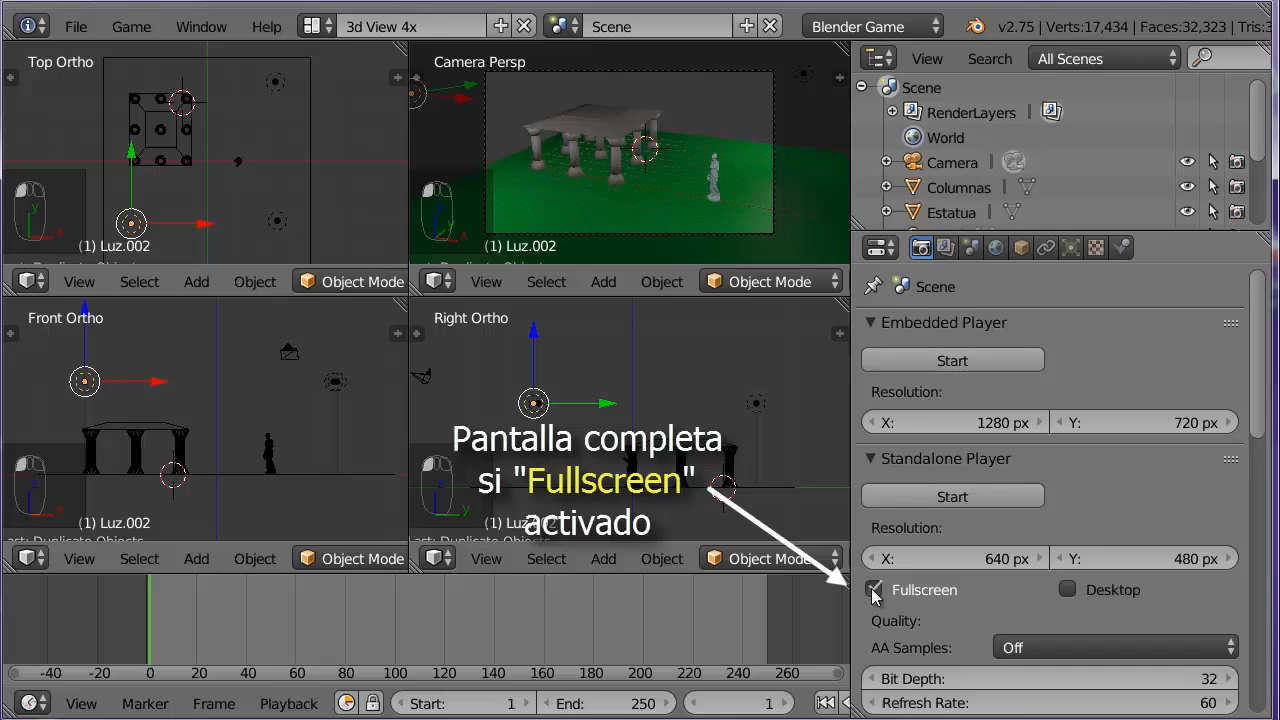 File Game Window Help 3d View 4x Scene Blender Game v2.75 | Verts:17,434 | Faces:32,323 | Tris:3
Top Ortho
(1) Luz.002
View Select Add Object Object Mode
Camera Persp
(1) Luz.002
View Select Add Object Object Mode
Front Ortho
(1) Luz.002
ast: Duplicate Objects
View Select Add Object Object Mode
Right Ortho
Pantalla completa
si "Fullscreen"
activado
View Select Add Object Object Mode
-40 -20 0 20 40 60 80 100 120 140 160 180 200 220 240 260
View Marker Frame Playback Start: 1 End: 250 1
View Search All Scenes
Scene
RenderLayers
World
Camera
Columnas
Estatua
Scene
Embedded Player
Start
Resolution:
X: 1280 px Y: 720 px
Standalone Player
Start
Resolution:
X: 640 px Y: 480 px
Fullscreen Desktop
Quality:
AA Samples: Off
Bit Depth: 32
Refresh Rate: 60